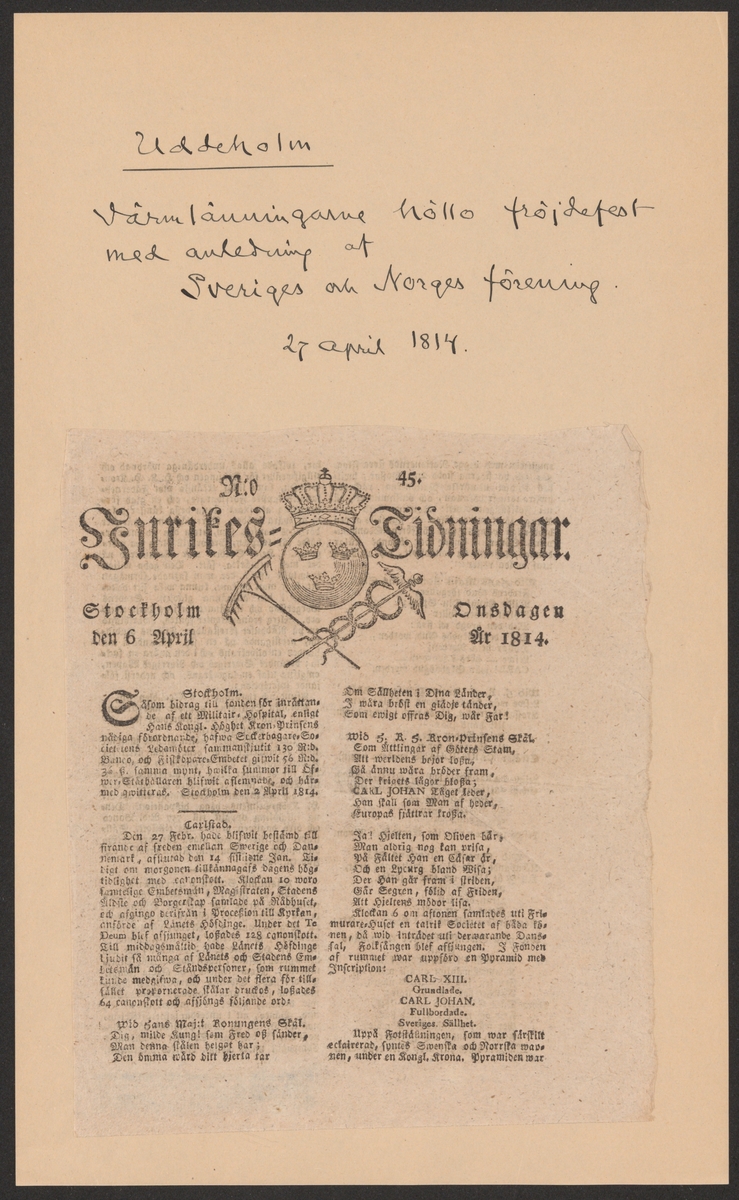 Uddeholm
Värmlänningarne höllo fröjdefest
med anledning af
Sveriges och Norges förening.
27 april 1814.
N:o 45.
Inrikes-Tidningar.
Stockholm
den 6 April
Onsdagen
År 1814.
Stockholm.
Såsom bidrag till fonden för inrättan-
de af ett Militair-Hospital, enligt
Hans Kongl. Höghet Kron-Prinsens
nådiga förordnande, hafwa Sockerbagare-So-
cietetens Ledamöter sammanskjutit 130 R:d.
Banco, och Fiskköpare-Embetet gifwit 56 R:d.
samma mynt, hwilka summor till Öf-
wer-Ståthållaren blifwit aflemnade, och här-
med qwitteras. Stockholm den 2 April 1814.
Carlstad.
Den 27 Febr. hade blifwit bestämd till
firande af freden emellan Swerige och Dan-
nemark, afslutad den 14 sistledne Jan. Ti-
digt om morgonen tillkännagafs dagens hög-
tidlighet med canonskott. Klockan 10 woro
samtelige Embetsmän, Magistraten, Stadens
Äldste och Borgerskap samlade på Rådhuset,
och afgingo derifrån i Procession till Kyrkan,
anförde af Länets Höfdinge. Under det Te
Deum blef afsjunget, lossades 128 canonskott.
Till middagsmåltid hade Länets Höfdinge
ljudit så många af Länets och Stadens Em-
betsmän och Ståndspersoner, som rummet
kunde medgifwa, och under det flera för till-
fället proponerade skålar druckos, lossades
64 canonskott och afsjöngs följande ord:
Wid Hans Maj:t Konungens Skål.
Dig, milde Kung! som Fred oss sänder,
Man denna skålen helgat har;
Den ömma wård ditt hjerta tar
Om Sällheten i Dina Länder,
I wåra bröst en glädje tänder,
Som ewigt offras Dig, wår Far!
Wid H. K. H. Kron-Prinsens Skål.
Som Ättlingar af Göters Stam,
Att werldens bojor lossa,
Gå ännu wåra bröder fram,
Der krigets lågor blossa;
CARL JOHAN Tåget leder,
Han skall som Man af heder,
Europas fjättrar krossa.
Ja! Hjelten, som Oliven bär,
Man aldrig nog kan prisa,
På Fältet Han en Cäsar är,
Och en Lycurg bland Wisa;
Der Han går fram i striden,
Går Segren, följd af Friden,
Att Hjeltens mödor lisa.
Klockan 6 om aftonen samlades uti Fri-
murare-Huset en talrik Societet af båda kö-
nen, då wid inträdet uti derwarande Dans-
sal, Folksången blef afsjungen. I Fonden
af rummet war uppförd en Pyramid med
Inscription:
CARL XIII.
Grundlade.
CARL JOHAN.
Fullbordade.
Sveriges Sällhet.
Uppå Fotställningen, som war särskilt
eclairerad, syntes Swenska och Norrska wap-
nen, under en Kongl. Krona. Pyramiden war